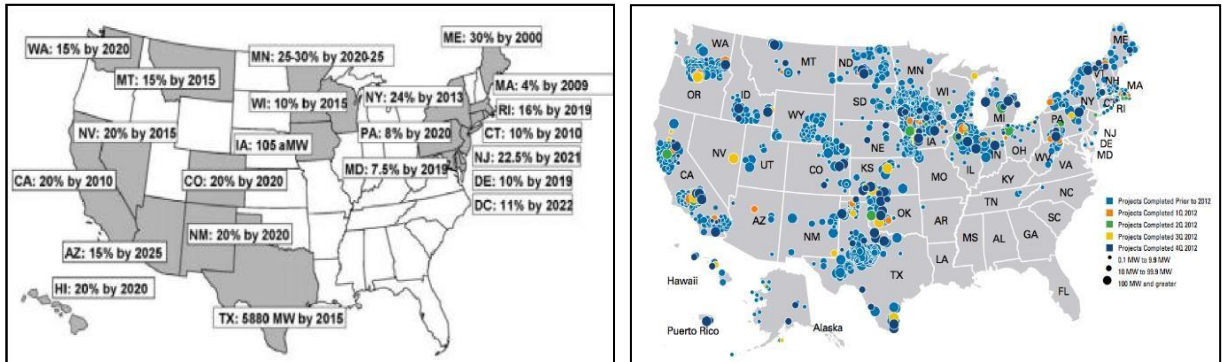 WA: 15% by 2020
ME: 30% by 2000
MN: 25-30% by 2020-25
MT: 15% by 2015
MA: 4% by 2009
WI: 10% by 2015
NY: 24% by 2013
RI: 16% by 2019
NV: 20% by 2015
PA: 8% by 2020
CT: 10% by 2010
IA: 105 aMW
NJ: 22.5% by 2021
MD: 7.5% by 2019
CA: 20% by 2010
CO: 20% by 2020
DE: 10% by 2019
DC: 11% by 2022
NM: 20% by 2020
AZ: 15% by 2025
HI: 20% by 2020
TX: 5880 MW by 2015
WA
ME
MT
ND
MN
VT
NH
OR
ID
SD
WI
MI
NY
MA
CT
RI
WY
IA
PA
NE
NJ
NV
UT
IL
IN
OH
DE
MD
CA
CO
KS
MO
WV
VA
KY
NC
TN
AZ
NM
OK
AR
SC
MS
AL
GA
TX
LA
FL
Projects Completed Prior to 2012
Projects Completed 1Q 2012
Projects Completed 2Q 2012
Projects Completed 3Q 2012
Projects Completed 4Q 2012
0.1 MW to 9.9 MW
10 MW to 99.9 MW
100 MW and greater
Hawaii
Puerto Rico
Alaska